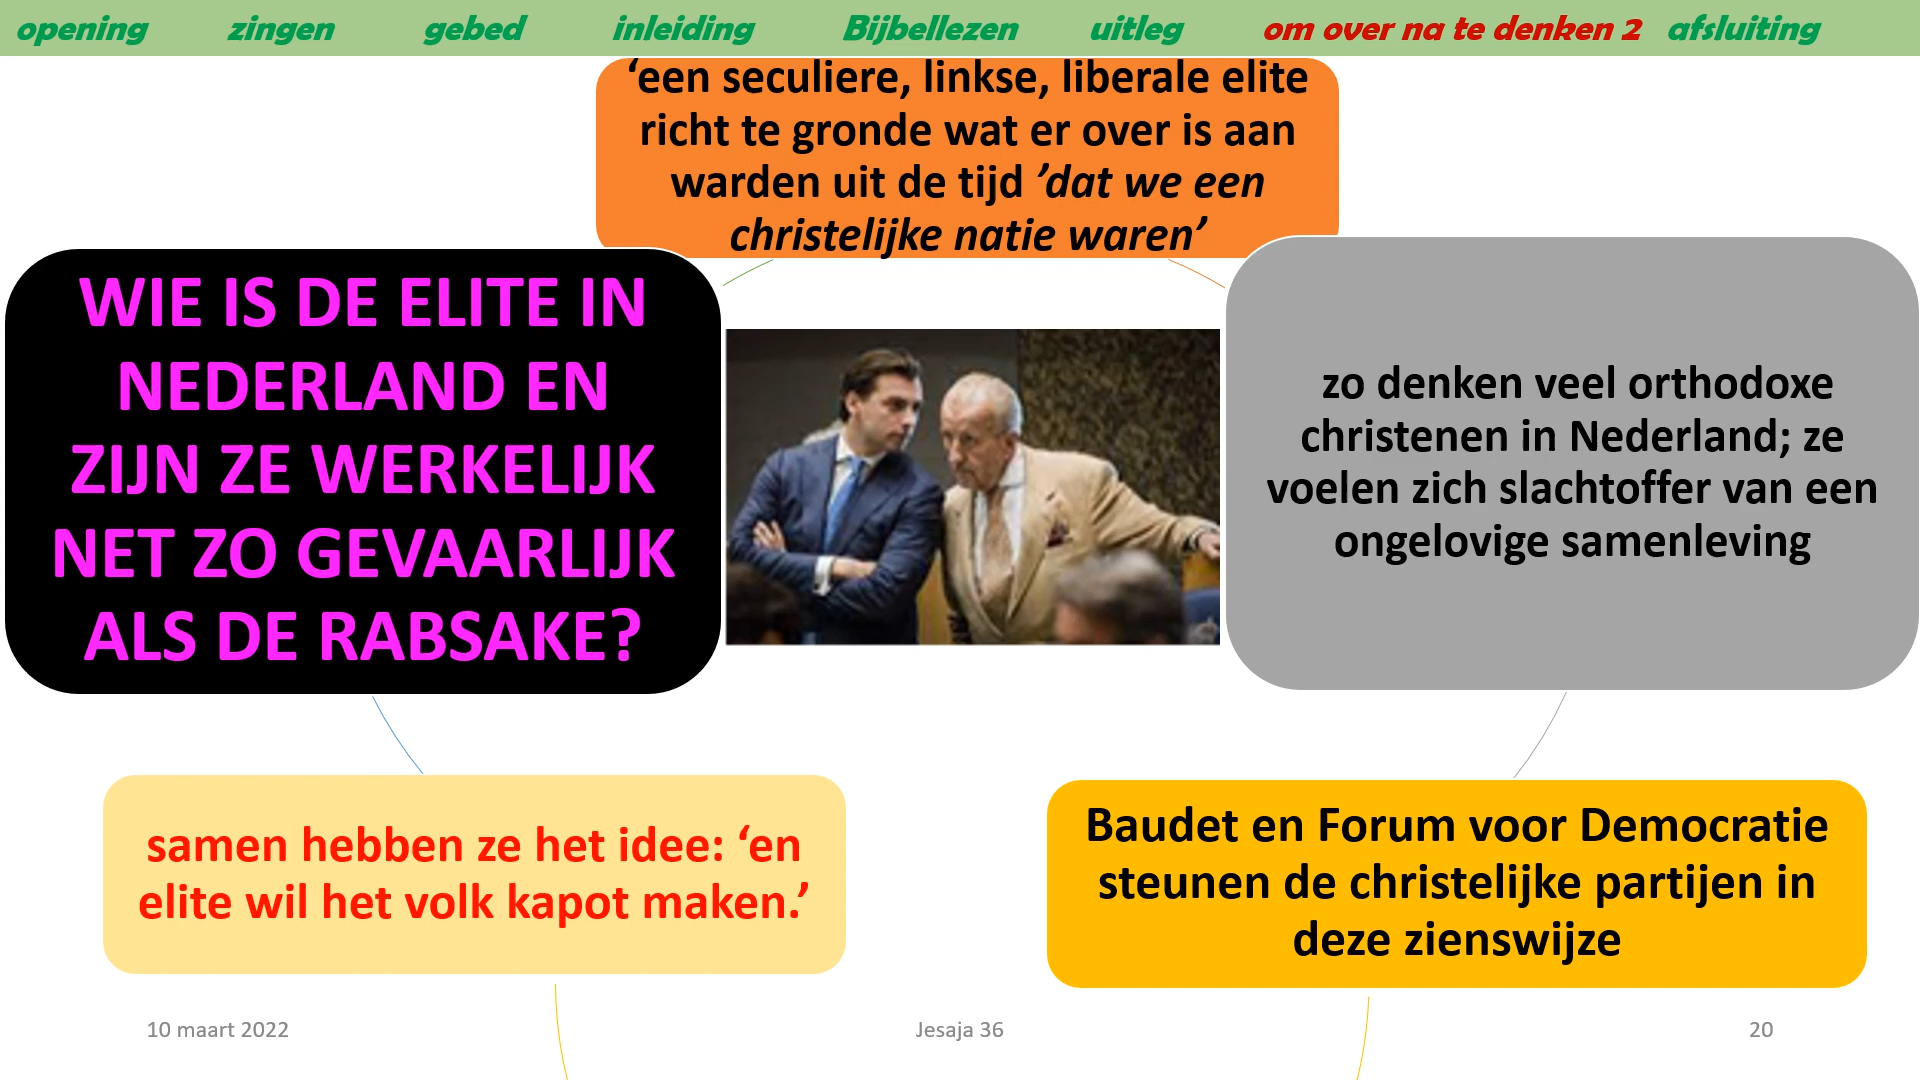 opening zingen gebed inleiding Bijbellezen uitleg om over na te denken 2 afsluiting
‘een seculiere, linkse, liberale elite
richt te gronde wat er over is aan
warden uit de tijd ’dat we een
christelijke natie waren’
WIE IS DE ELITE IN
NEDERLAND EN
ZIJN ZE WERKELIJK
NET ZO GEVAARLIJK
ALS DE RABSAKE?
zo denken veel orthodoxe
christenen in Nederland; ze
voelen zich slachtoffer van een
ongelovige samenleving
samen hebben ze het idee: ‘en
elite wil het volk kapot maken.’
Baudet en Forum voor Democratie
steunen de christelijke partijen in
deze zienswijze
10 maart 2022
Jesaja 36
20